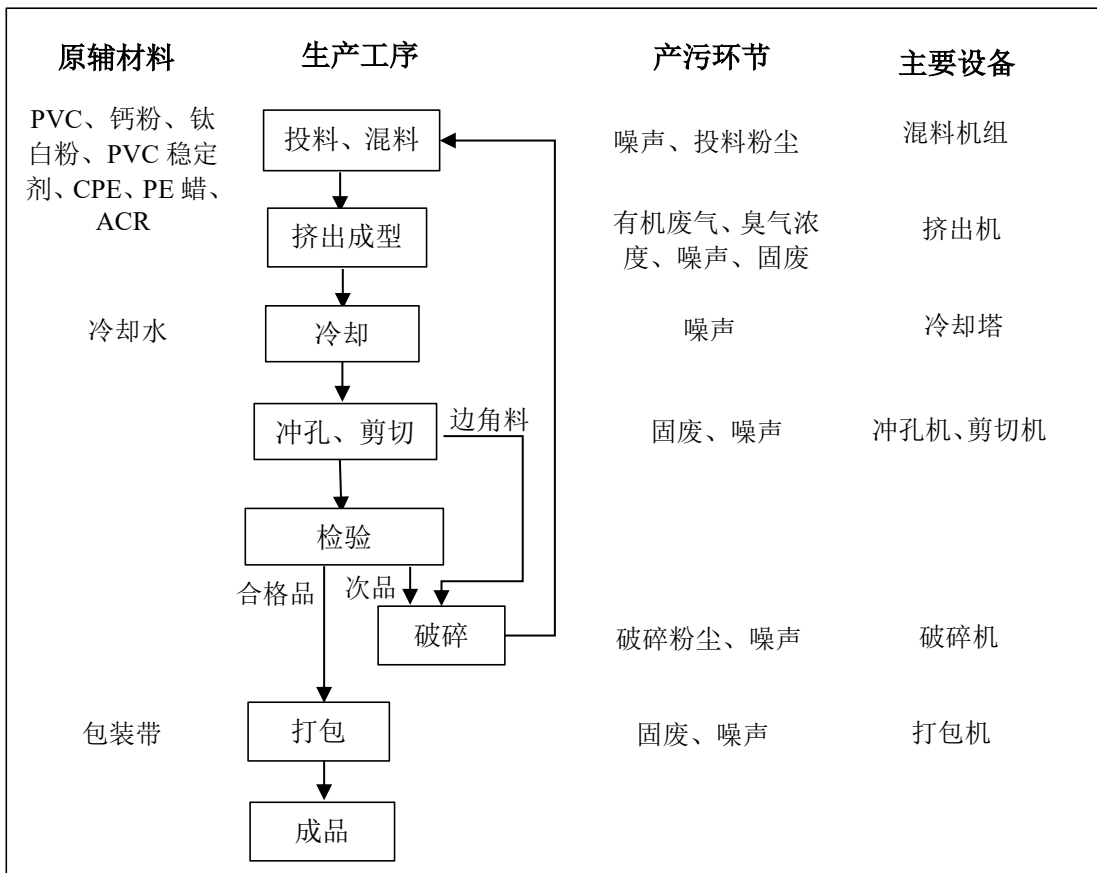 原辅材料 生产工序 产污环节 主要设备
PVC、钙粉、钛
白粉、PVC 稳定
剂、CPE、PE 蜡、
ACR
投料、混料
噪声、投料粉尘
混料机组
挤出成型
有机废气、臭气浓
度、噪声、固废
挤出机
冷却水
冷却
噪声
冷却塔
冲孔、剪切
边角料
固废、噪声
冲孔机、剪切机
检验
合格品
次品
破碎
破碎粉尘、噪声
破碎机
包装带
打包
固废、噪声
打包机
成品